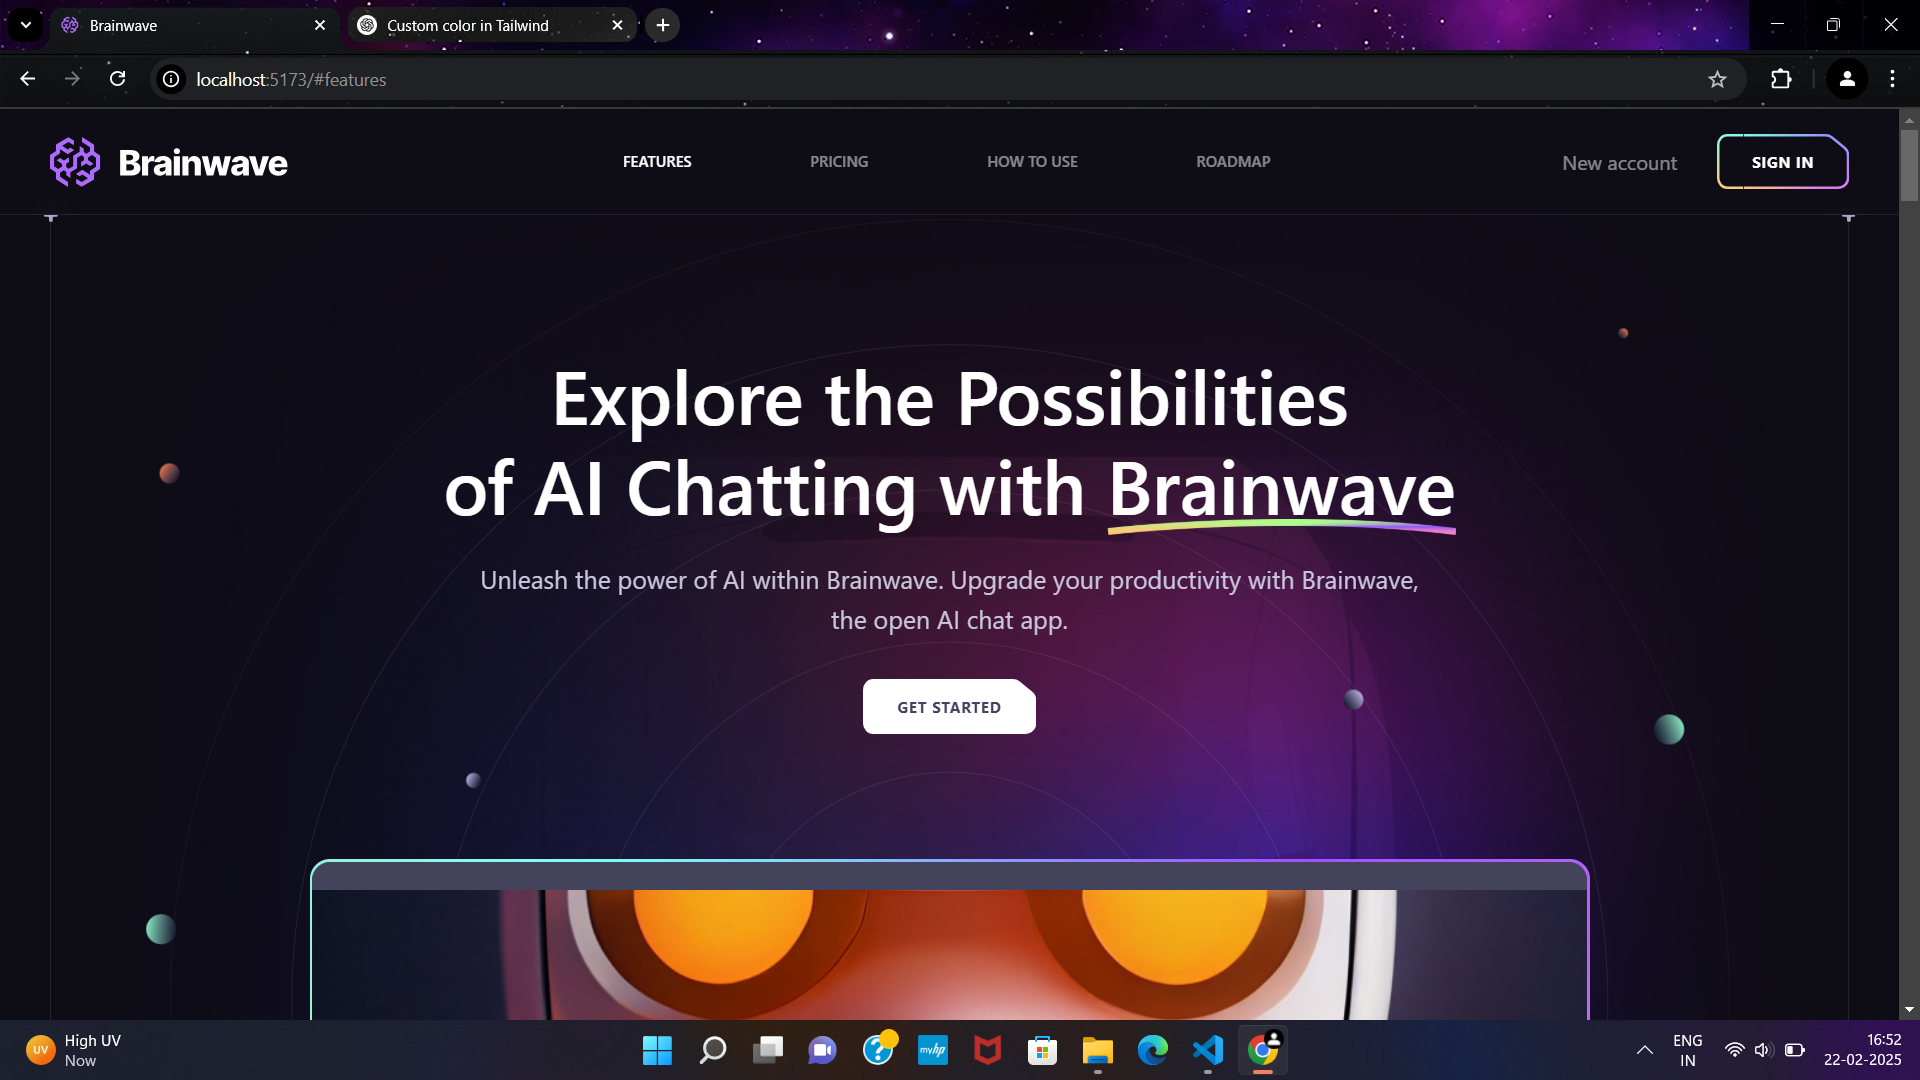 Brainwave
Custom color in Tailwind
localhost:5173/#features
Brainwave
FEATURES
PRICING
HOW TO USE
ROADMAP
New account
SIGN IN
Explore the Possibilities
of AI Chatting with Brainwave
Unleash the power of AI within Brainwave. Upgrade your productivity with Brainwave,
the open AI chat app.
GET STARTED
UV
High UV
Now
myhp
ENG
IN
16:52
22-02-2025